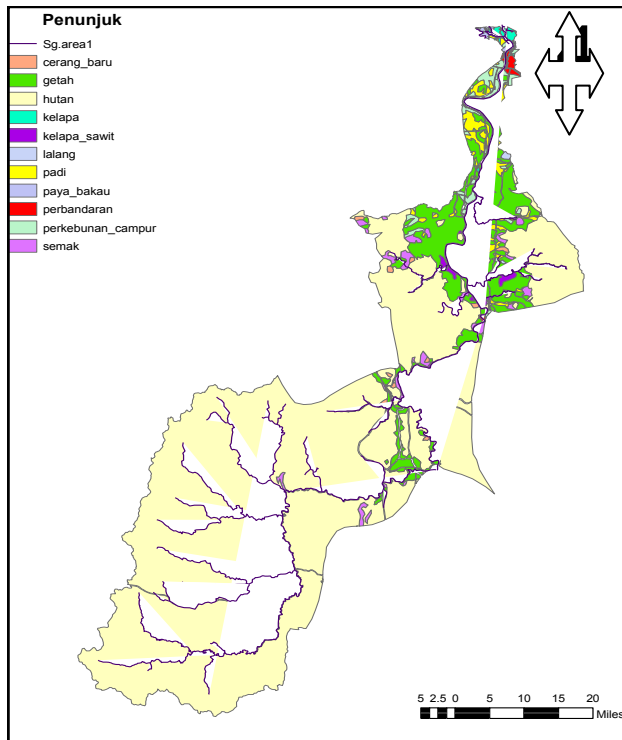 Penunjuk
Sg.area1
cerang_baru
getah
hutan
kelapa
kelapa_sawit
lalang
padi
paya_bakau
perbandaran
perkebunan_campur
semak
5 2.5 0 5 10 15 20
Miles